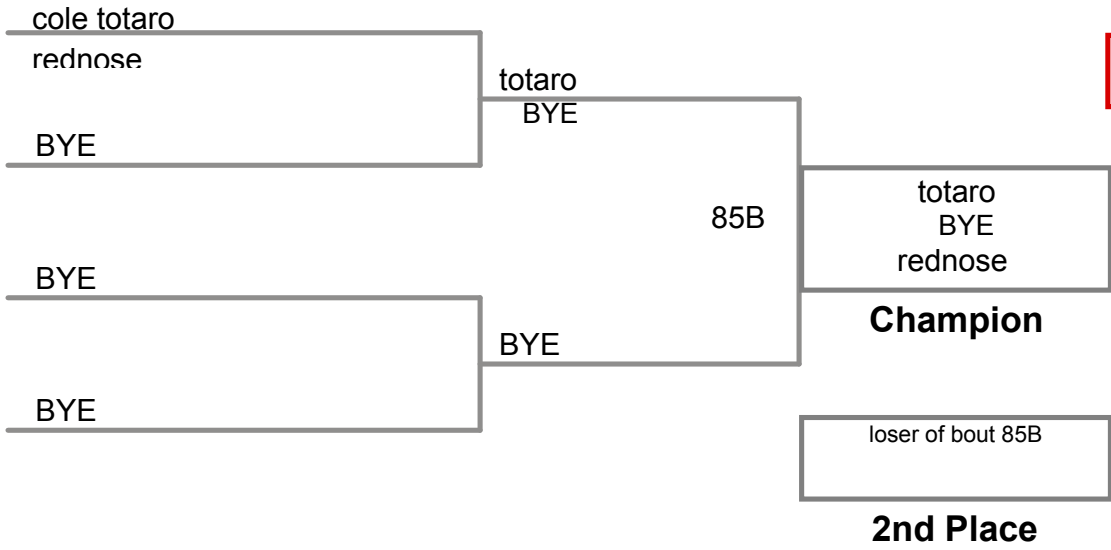 cole totaro
rednose
BYE
BYE
BYE
totaro
BYE
BYE
85B
totaro
BYE
rednose
Champion
loser of bout 85B
2nd Place